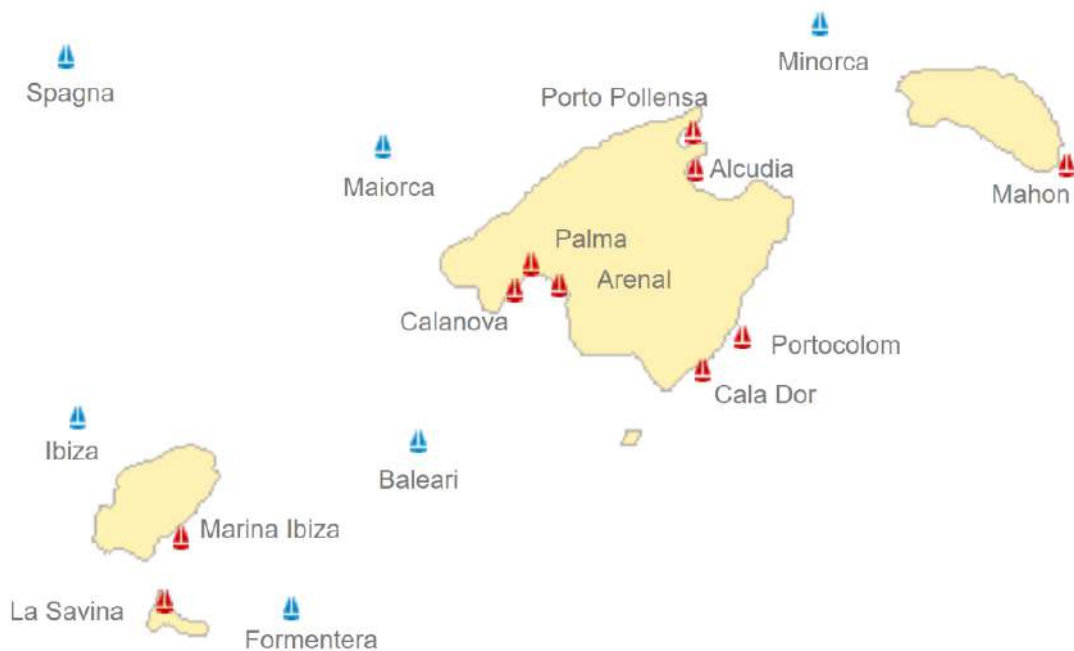 Minorca
Spagna
Porto Pollensa
Alcudia
Maiorca
Mahon
Palma
Arenal
Calanova
Portocolom
Cala Dor
Ibiza
Baleari
Marina Ibiza
La Savina
Formentera